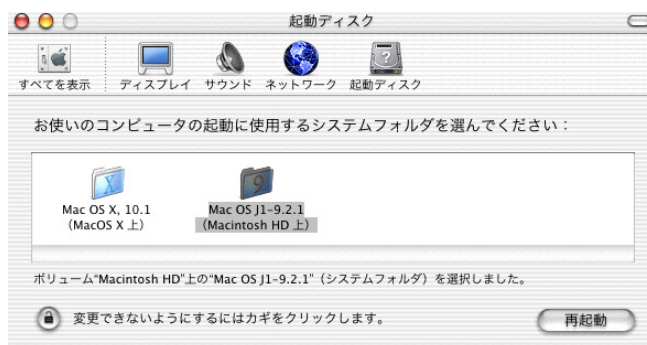 起動ディスク
すべてを表示 ディスプレイ サウンド ネットワーク 起動ディスク
お使いのコンピュータの起動に使用するシステムフォルダを選んでください：
Mac OS X, 10.1
（MacOS X 上）
Mac OS J1-9.2.1
（Macintosh HD 上）
ボリューム“Macintosh HD”上の“Mac OS J1-9.2.1”（システムフォルダ）を選択しました。
変更できないようにするにはカギをクリックします。
再起動